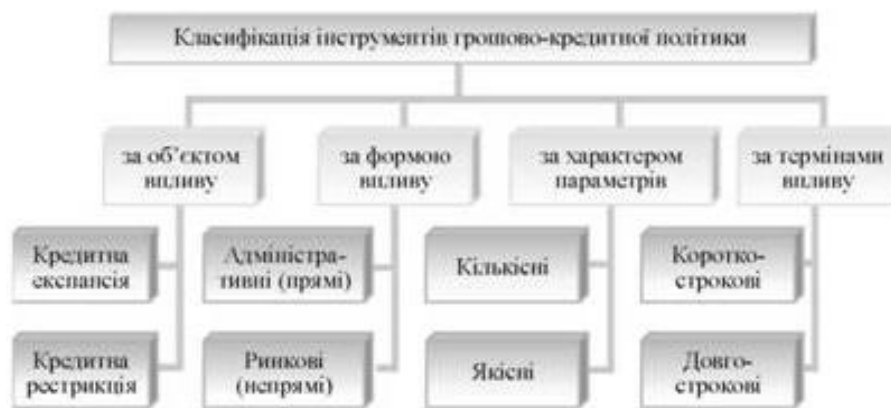 Класифікація інструментів грошово-кредитної політики
за об’єктом
впливу
за формою
впливу
за характером
параметрів
за термінами
впливу
Кредитна
експансія
Адміністра-
тивні (прямі)
Кількісні
Коротко-
строкові
Кредитна
рестрикція
Ринкові
(непрямі)
Якісні
Довго-
строкові